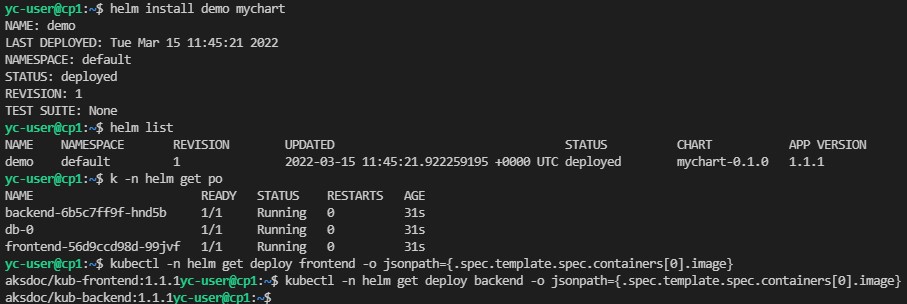 yc-user@cp1:~$ helm install demo mychart
NAME: demo
LAST DEPLOYED: Tue Mar 15 11:45:21 2022
NAMESPACE: default
STATUS: deployed
REVISION: 1
TEST SUITE: None
yc-user@cp1:~$ helm list
NAME    NAMESPACE       REVISION        UPDATED                                 STATUS          CHART           APP VERSION
demo    default         1               2022-03-15 11:45:21.922259195 +0000 UTC deployed        mychart-0.1.0   1.1.1
yc-user@cp1:~$ k -n helm get po
NAME                        READY   STATUS    RESTARTS   AGE
backend-6b5c7ff9f-hnd5b     1/1     Running   0          31s
db-0                        1/1     Running   0          31s
frontend-56d9ccd98d-99jvf   1/1     Running   0          31s
yc-user@cp1:~$ kubectl -n helm get deploy frontend -o jsonpath={.spec.template.spec.containers[0].image}
aksdoc/kub-frontend:1.1.1yc-user@cp1:~$ kubectl -n helm get deploy backend -o jsonpath={.spec.template.spec.containers[0].image}
aksdoc/kub-backend:1.1.1yc-user@cp1:~$